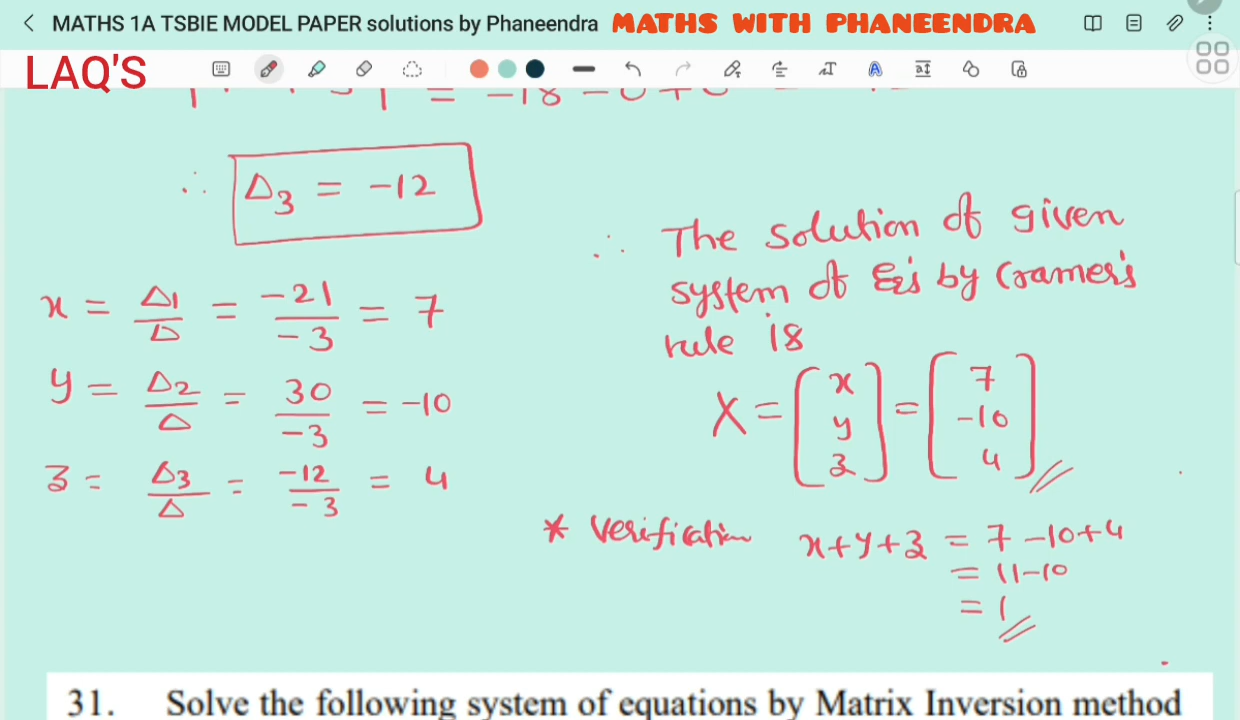 MATHS 1A TSBIE MODEL PAPER solutions by Phaneendra MATHS WITH PHANEENDRA
LAQ'S
= -18 -
∴ Δ3 = -12
x = Δ1/Δ = -21/-3 = 7
y = Δ2/Δ = 30/-3 = -10
z = Δ3/Δ = -12/-3 = 4
∴ The solution of given
system of Eq's by Cramer's
rule is
X = [x y z] = [7 -10 4]
* Verification x+y+z = 7-10+4
= 11-10
= 1
31. Solve the following system of equations by Matrix Inversion method